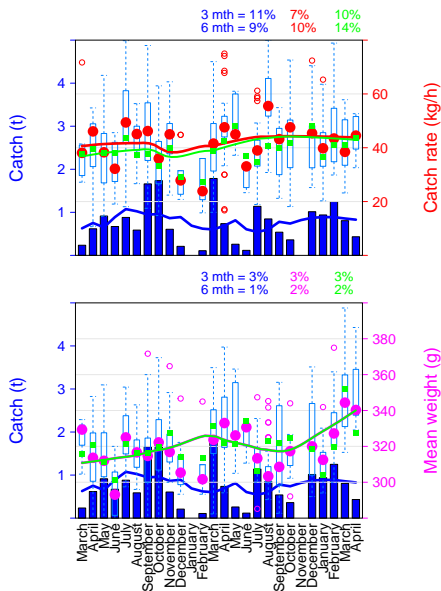 3 mth = 11% 7% 10%
6 mth = 9% 10% 14%
5
4
3
2
1
Catch (t)
60
40
20
Catch rate (kg/h)
3 mth = 3% 3% 3%
6 mth = 1% 2% 2%
4
3
2
1
Catch (t)
380
360
340
320
300
Mean weight (g)
March
April
May
June
July
August
September
October
November
December
January
February
March
April
May
June
July
August
September
October
November
December
January
February
March
April